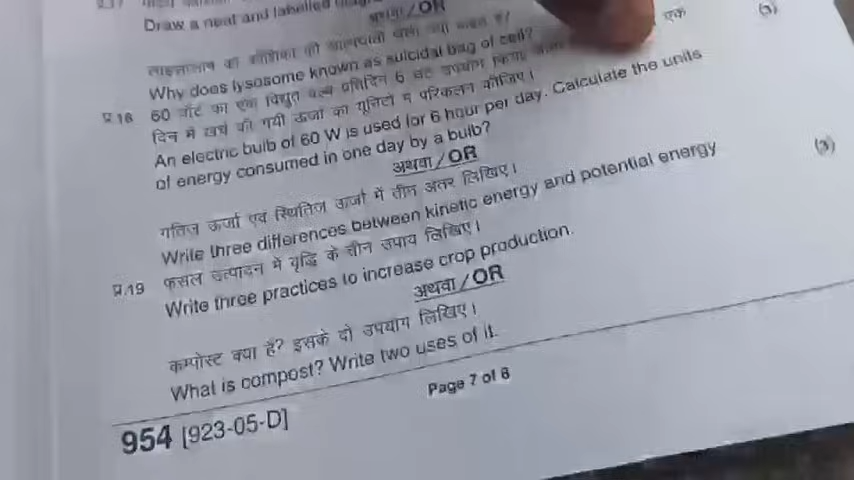 Draw a neat and labelled
अथवा / OR
Why does lysosome known as suicidal bag of cell?
एक
(3)
प्र.18 60 वॉट का एक विद्युत बल्ब प्रतिदिन 6 घंटे उपयोग किया
दिन में खर्च की गयी ऊर्जा की यूनिटों में परिकलन कीजिए।
An electric bulb of 60 W is used for 6 hour per day. Calculate the units
of energy consumed in one day by a bulb?
अथवा / OR
गतिज ऊर्जा एवं स्थितिज ऊर्जा में तीन अंतर लिखिए।
Write three differences between kinetic energy and potential energy
(3)
प्र.19 फसल उत्पादन में वृद्धि के तीन उपाय लिखिए।
Write three practices to increase crop production.
अथवा / OR
कम्पोस्ट क्या है? इसके दो उपयोग लिखिए।
What is compost? Write two uses of it.
954 [923-05-D]
Page 7 of 8